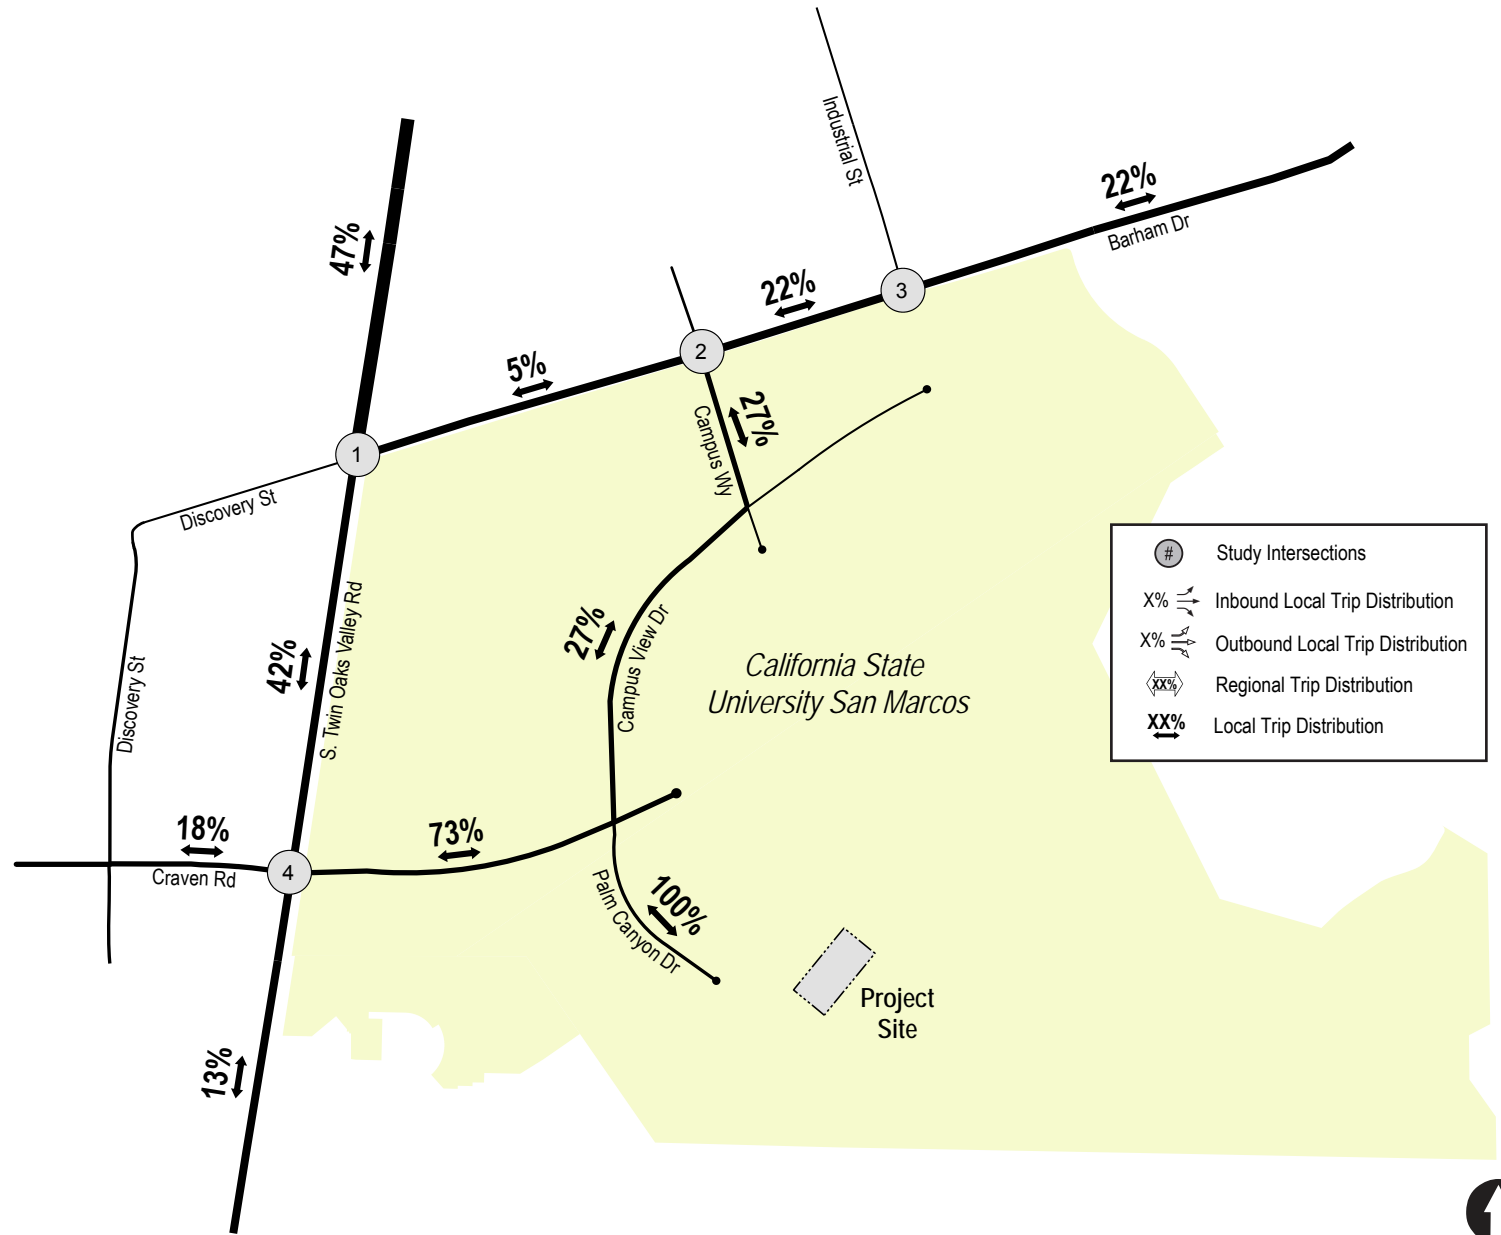 Industrial St
22%
Barham Dr
47%
22%
3
2
5%
27%
Campus Wy
1
Discovery St
#
Study Intersections
X%
Inbound Local Trip Distribution
X%
Outbound Local Trip Distribution
XX%
Regional Trip Distribution
XX%
Local Trip Distribution
27%
Campus View Dr
California State
University San Marcos
42%
S. Twin Oaks Valley Rd
Discovery St
18%
Craven Rd
4
73%
100%
Palm Canyon Dr
Project
Site
13%